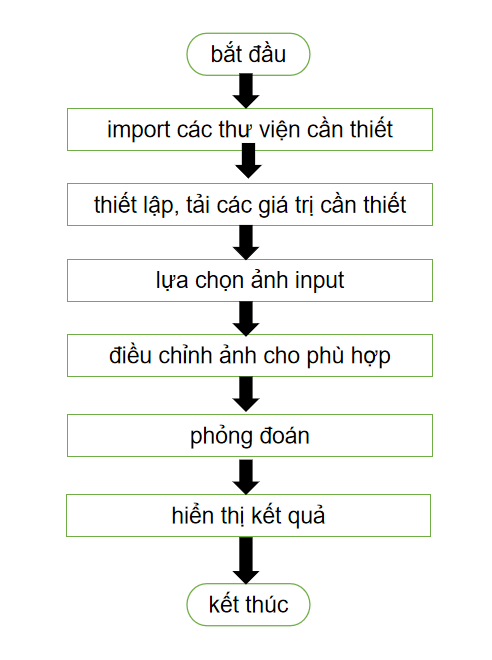 bắt đầu
import các thư viện cần thiết
thiết lập, tải các giá trị cần thiết
lựa chọn ảnh input
điều chỉnh ảnh cho phù hợp
phỏng đoán
hiển thị kết quả
kết thúc